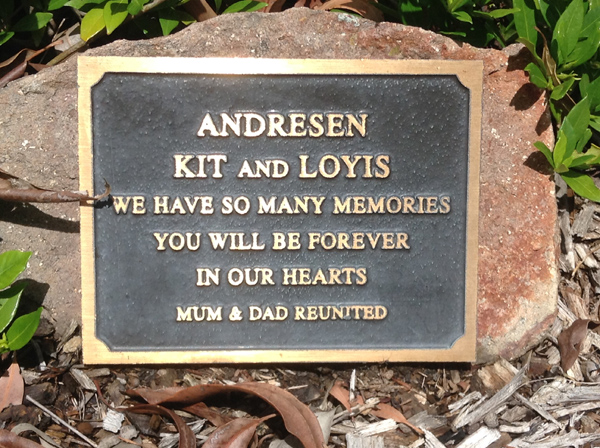 ANDRESEN
KIT AND LOYIS
WE HAVE SO MANY MEMORIES
YOU WILL BE FOREVER
IN OUR HEARTS
MUM & DAD REUNITED